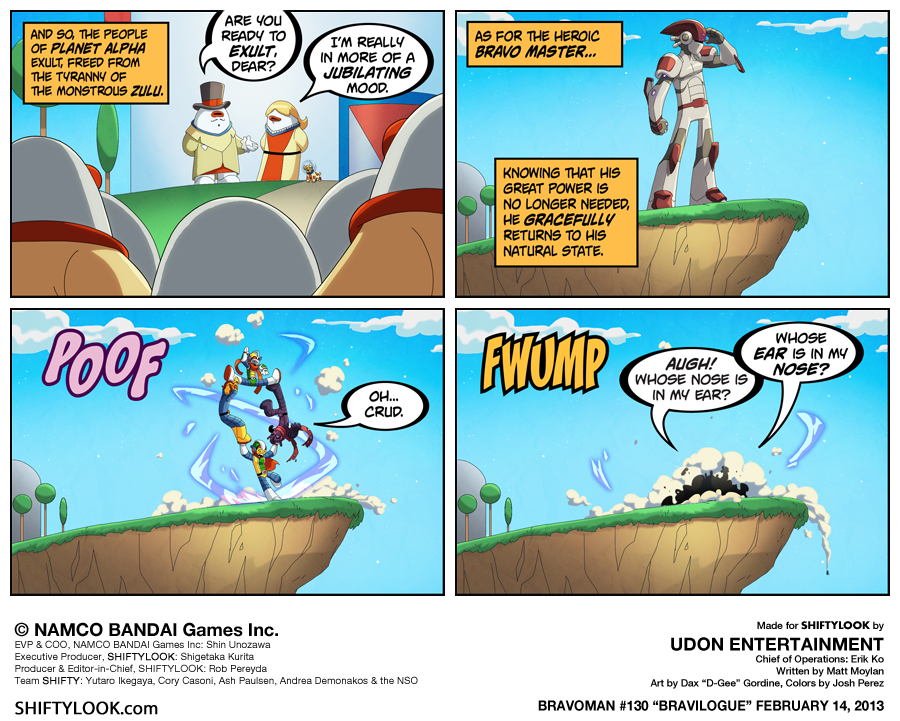 AND SO, THE PEOPLE
OF PLANET ALPHA
EXULT, FREED FROM
THE TYRANNY OF
THE MONSTROUS ZULU.
ARE YOU
READY TO
EXULT,
DEAR?
I'M REALLY
IN MORE OF A
JUBILATING
MOOD.
AS FOR THE HEROIC
BRAVO MASTER...
KNOWING THAT HIS
GREAT POWER IS
NO LONGER NEEDED,
HE GRACEFULLY
RETURNS TO HIS
NATURAL STATE.
POOF
OH...
CRUD.
FWUMP
AUGH!
WHOSE NOSE IS
IN MY EAR?
WHOSE
EAR IS IN MY
NOSE?
© NAMCO BANDAI Games Inc.
EVP & COO, NAMCO BANDAI Games Inc: Shin Unozawa
Executive Producer, SHIFTYLOOK: Shigetaka Kurita
Producer & Editor-in-Chief, SHIFTYLOOK: Rob Pereyda
Team SHIFTY: Yutaro Ikegaya, Cory Casoni, Ash Paulsen, Andrea Demonakos & the NSO
SHIFTYLOOK.com
Made for SHIFTYLOOK by
UDON ENTERTAINMENT
Chief of Operations: Erik Ko
Written by Matt Moylan
Art by Dax "D-Gee" Gordine, Colors by Josh Perez
BRAVOMAN #130 "BRAVILOGUE" FEBRUARY 14, 2013